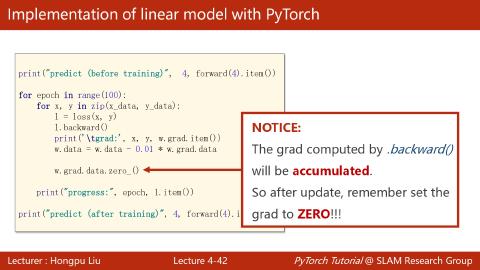 Implementation of linear model with PyTorch
print("predict (before training)", 4, forward(4).item())
for epoch in range(100):
for x, y in zip(x_data, y_data):
l = loss(x, y)
l.backward()
print('\tgrad:', x, y, w.grad.item())
w.data = w.data - 0.01 * w.grad.data
w.grad.data.zero_()
print("progress:", epoch, l.item())
print("predict (after training)", 4, forward(4).i
NOTICE:
The grad computed by .backward()
will be accumulated.
So after update, remember set the
grad to ZERO!!!
Lecturer : Hongpu Liu
Lecture 4-42
PyTorch Tutorial @ SLAM Research Group